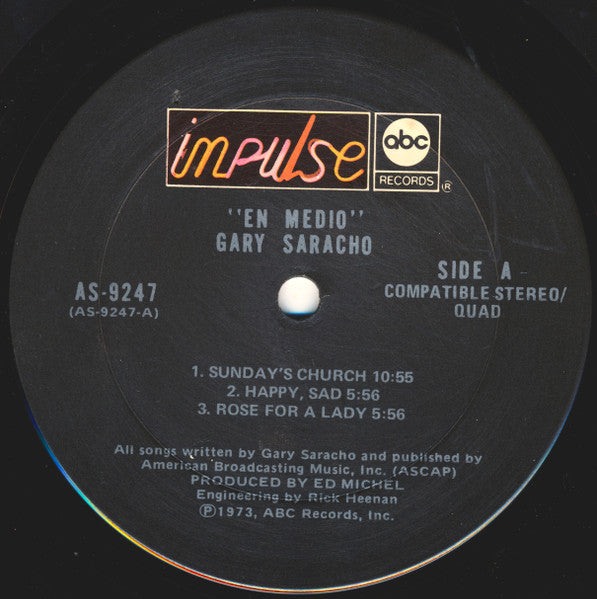 impulse
abc
RECORDS ®
"EN MEDIO"
GARY SARACHO
SIDE A
AS-9247
COMPATIBLE STEREO/
(AS-9247-A)
QUAD
1. SUNDAY'S CHURCH 10:55
2. HAPPY, SAD 5:56
3. ROSE FOR A LADY 5:56
All songs written by Gary Saracho and published by
American Broadcasting Music, Inc. (ASCAP)
PRODUCED BY ED MICHEL
Engineering by Rick Heenan
℗1973, ABC Records, Inc.